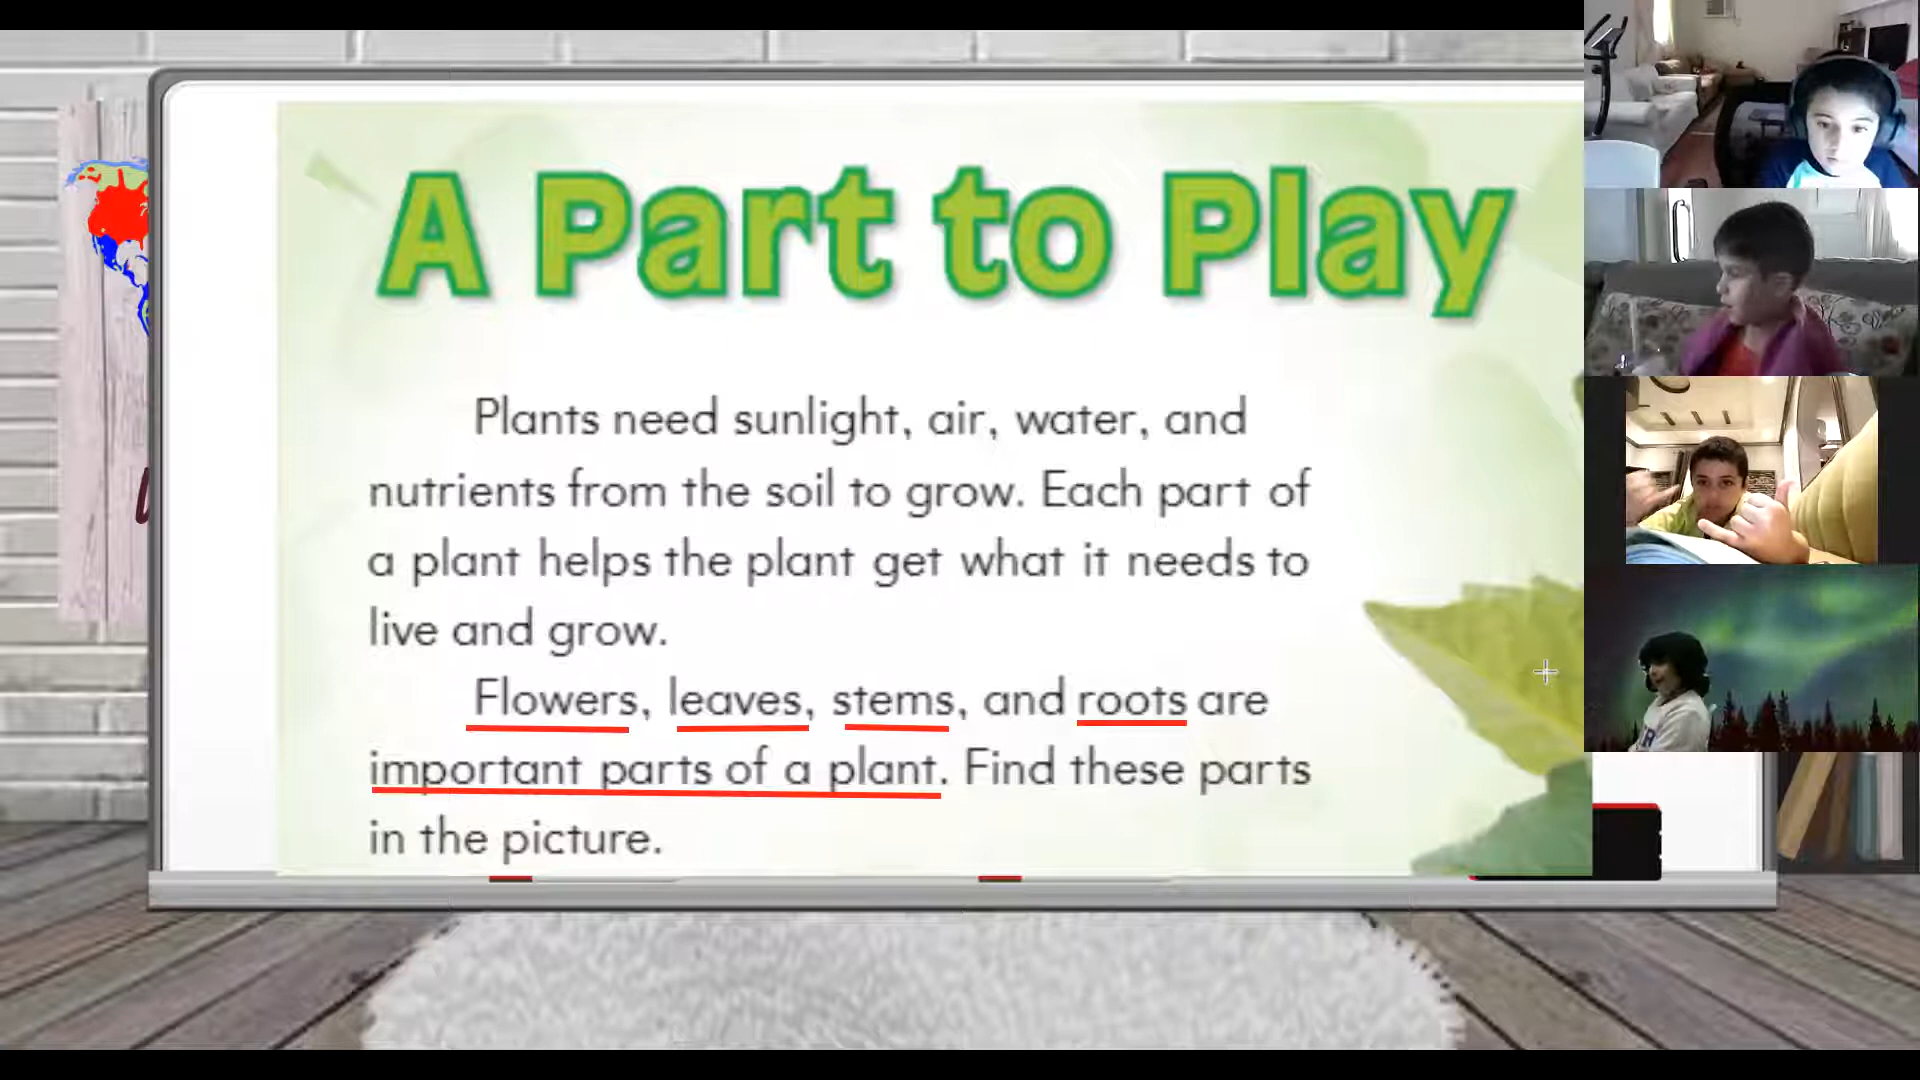 A Part to Play
Plants need sunlight, air, water, and
nutrients from the soil to grow. Each part of
a plant helps the plant get what it needs to
live and grow.
Flowers, leaves, stems, and roots are
important parts of a plant. Find these parts
in the picture.